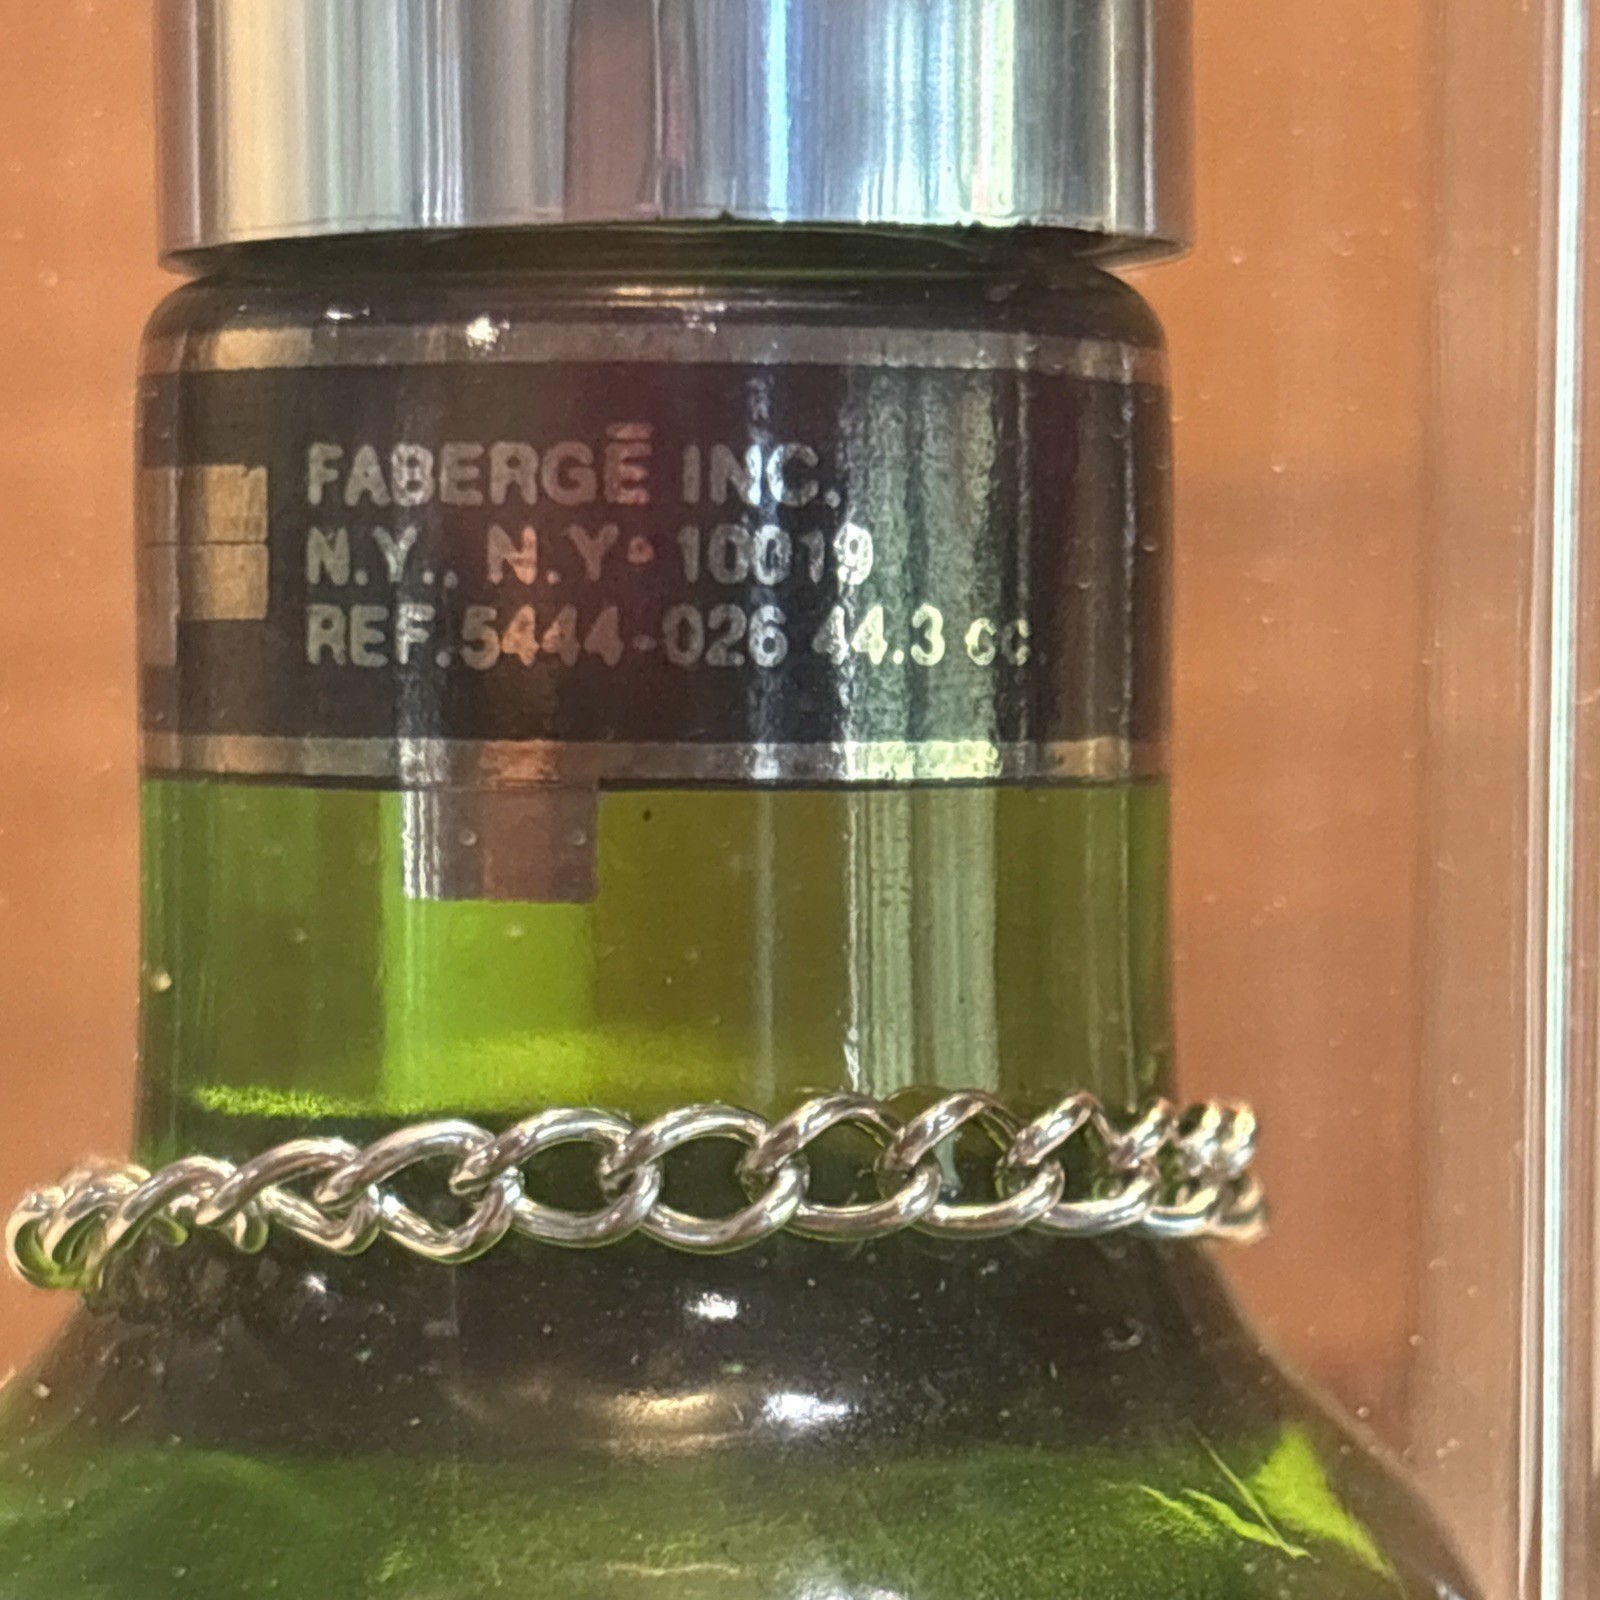 FABERGÉ INC.
N.Y., N.Y. 10019
REF.5444-026 44.3 cc.